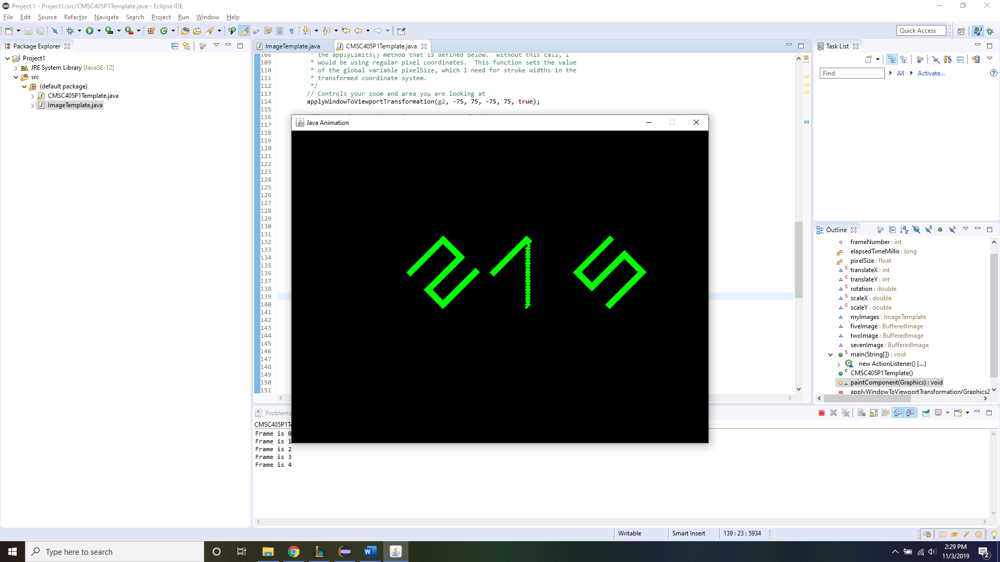 Project 1 - Project1/src/CMSC405P1Template.java - Eclipse IDE
File Edit Source Refactor Navigate Search Project Run Window Help
Quick Access
Package Explorer
Project1
JRE System Library [JavaSE-12]
src
(default package)
CMSC405P1Template.java
ImageTemplate.java
ImageTemplate.java
CMSC405P1Template.java
108 * the applyLimits() method that is defined below. Without this call, I
109 * would be using regular pixel coordinates. This function sets the value
110 * of the global variable pixelSize, which I need for stroke widths in the
111 * transformed coordinate system.
112 */
113 // Controls your zoom and area you are looking at
114 applyWindowToViewportTransformation(g2, -75, 75, -75, 75, true);
115
116
117
118
119
120
121
122
123
124
125
126
127
128
129
130
131
132
133
134
135
136
137
138
139
140
141
142
143
144
145
146
147
148
149
150
151
Java Animation
Problems
CMSC405P1Te
Frame is 0
Frame is 1
Frame is 2
Frame is 3
Frame is 4
Task List
Find
All
Activate...
Outline
frameNumber : int
elapsedTimeMillis : long
pixelSize : float
translateX : int
translateY : int
rotation : double
scaleX : double
scaleY : double
myImages : ImageTemplate
fiveImage : BufferedImage
twoImage : BufferedImage
sevenImage : BufferedImage
main(String[]) : void
new ActionListener() {...}
CMSC405P1Template()
paintComponent(Graphics) : void
applyWindowToViewportTransformation(Graphics2
Writable
Smart Insert
139 : 23 : 5934
Type here to search
2:29 PM
11/3/2019
2